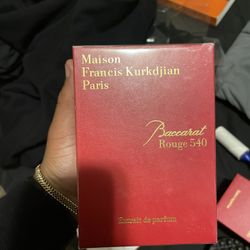 Maison
Francis Kurkdjian
Paris
Baccarat
Rouge 540
Extrait de parfum